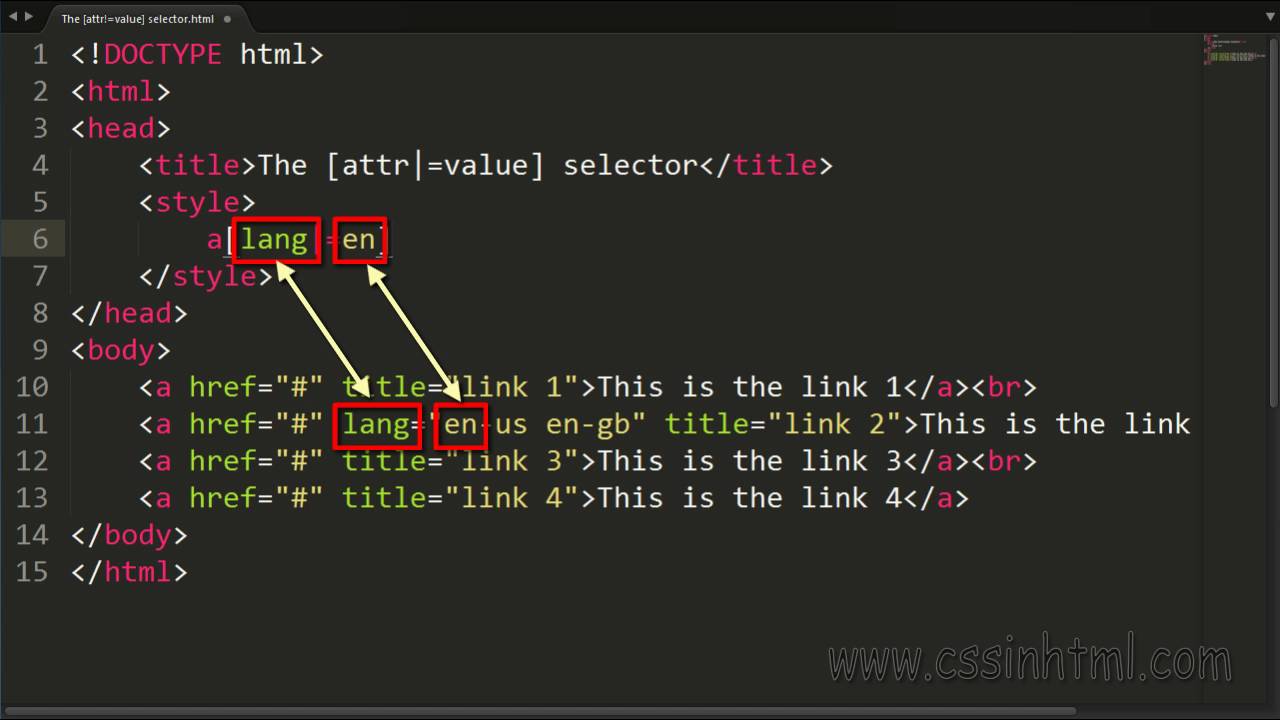 The [attr!=value] selector.html
1 <!DOCTYPE html>
2 <html>
3 <head>
4 <title>The [attr|=value] selector</title>
5 <style>
6 a[lang|=en]
7 </style>
8 </head>
9 <body>
10 <a href="#" title="link 1">This is the link 1</a><br>
11 <a href="#" lang="en-us en-gb" title="link 2">This is the link
12 <a href="#" title="link 3">This is the link 3</a><br>
13 <a href="#" title="link 4">This is the link 4</a>
14 </body>
15 </html>
www.cssinhtml.com